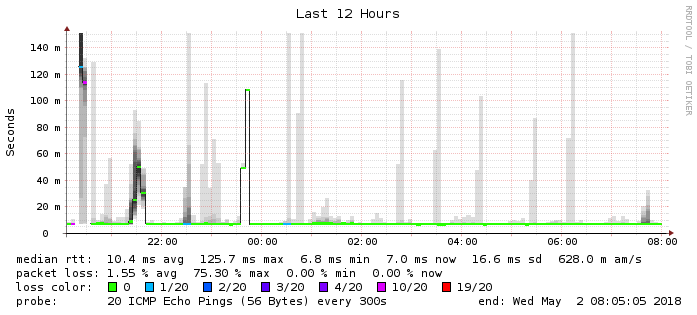 Last 12 Hours
RRDTOOL / TOBI OETIKER
Seconds
140 m
120 m
100 m
80 m
60 m
40 m
20 m
0
22:00 00:00 02:00 04:00 06:00 08:00
median rtt: 10.4 ms avg 125.7 ms max 6.8 ms min 7.0 ms now 16.6 ms sd 628.0 m am/s
packet loss: 1.55 % avg 75.30 % max 0.00 % min 0.00 % now
loss color: 0 1/20 2/20 3/20 4/20 10/20 19/20
probe: 20 ICMP Echo Pings (56 Bytes) every 300s end: Wed May 2 08:05:05 2018